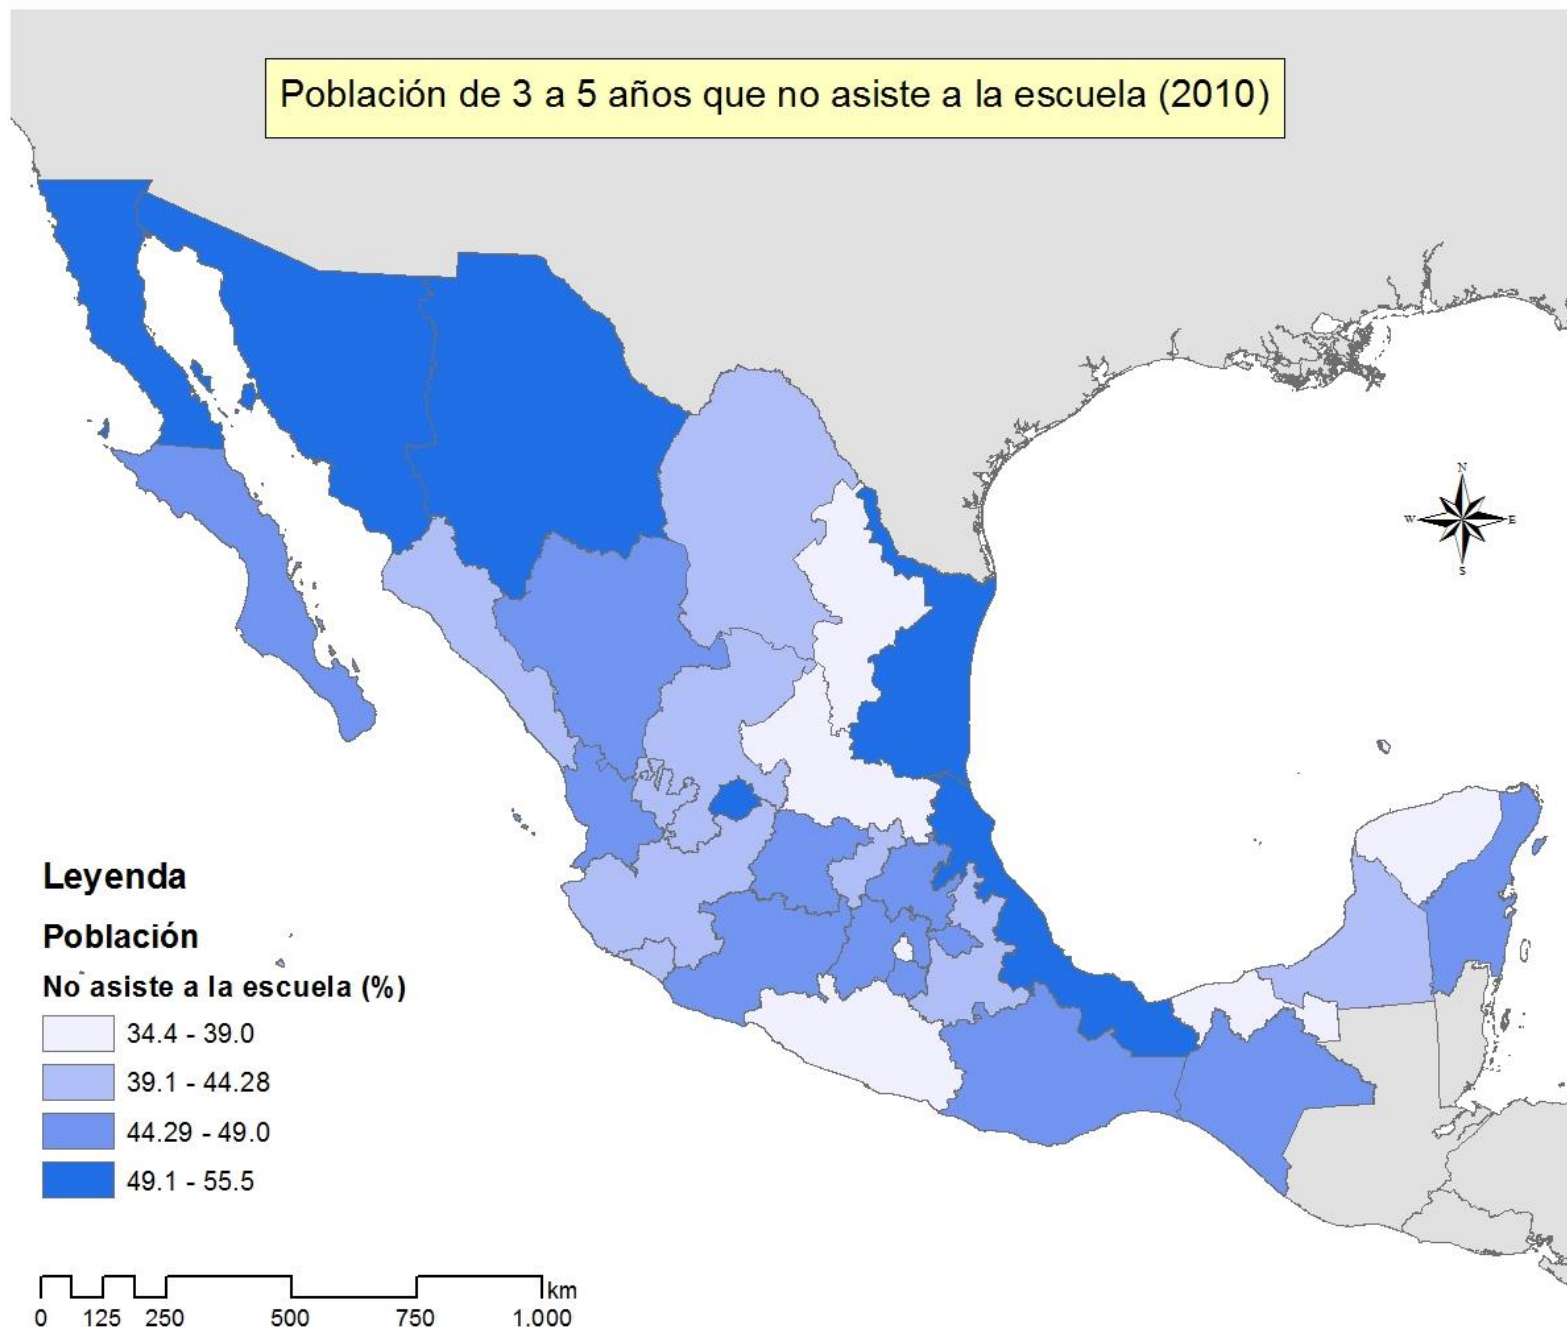 Población de 3 a 5 años que no asiste a la escuela (2010)
N
W E
S
Leyenda
Población
No asiste a la escuela (%)
34.4 - 39.0
39.1 - 44.28
44.29 - 49.0
49.1 - 55.5
km
0 125 250 500 750 1.000